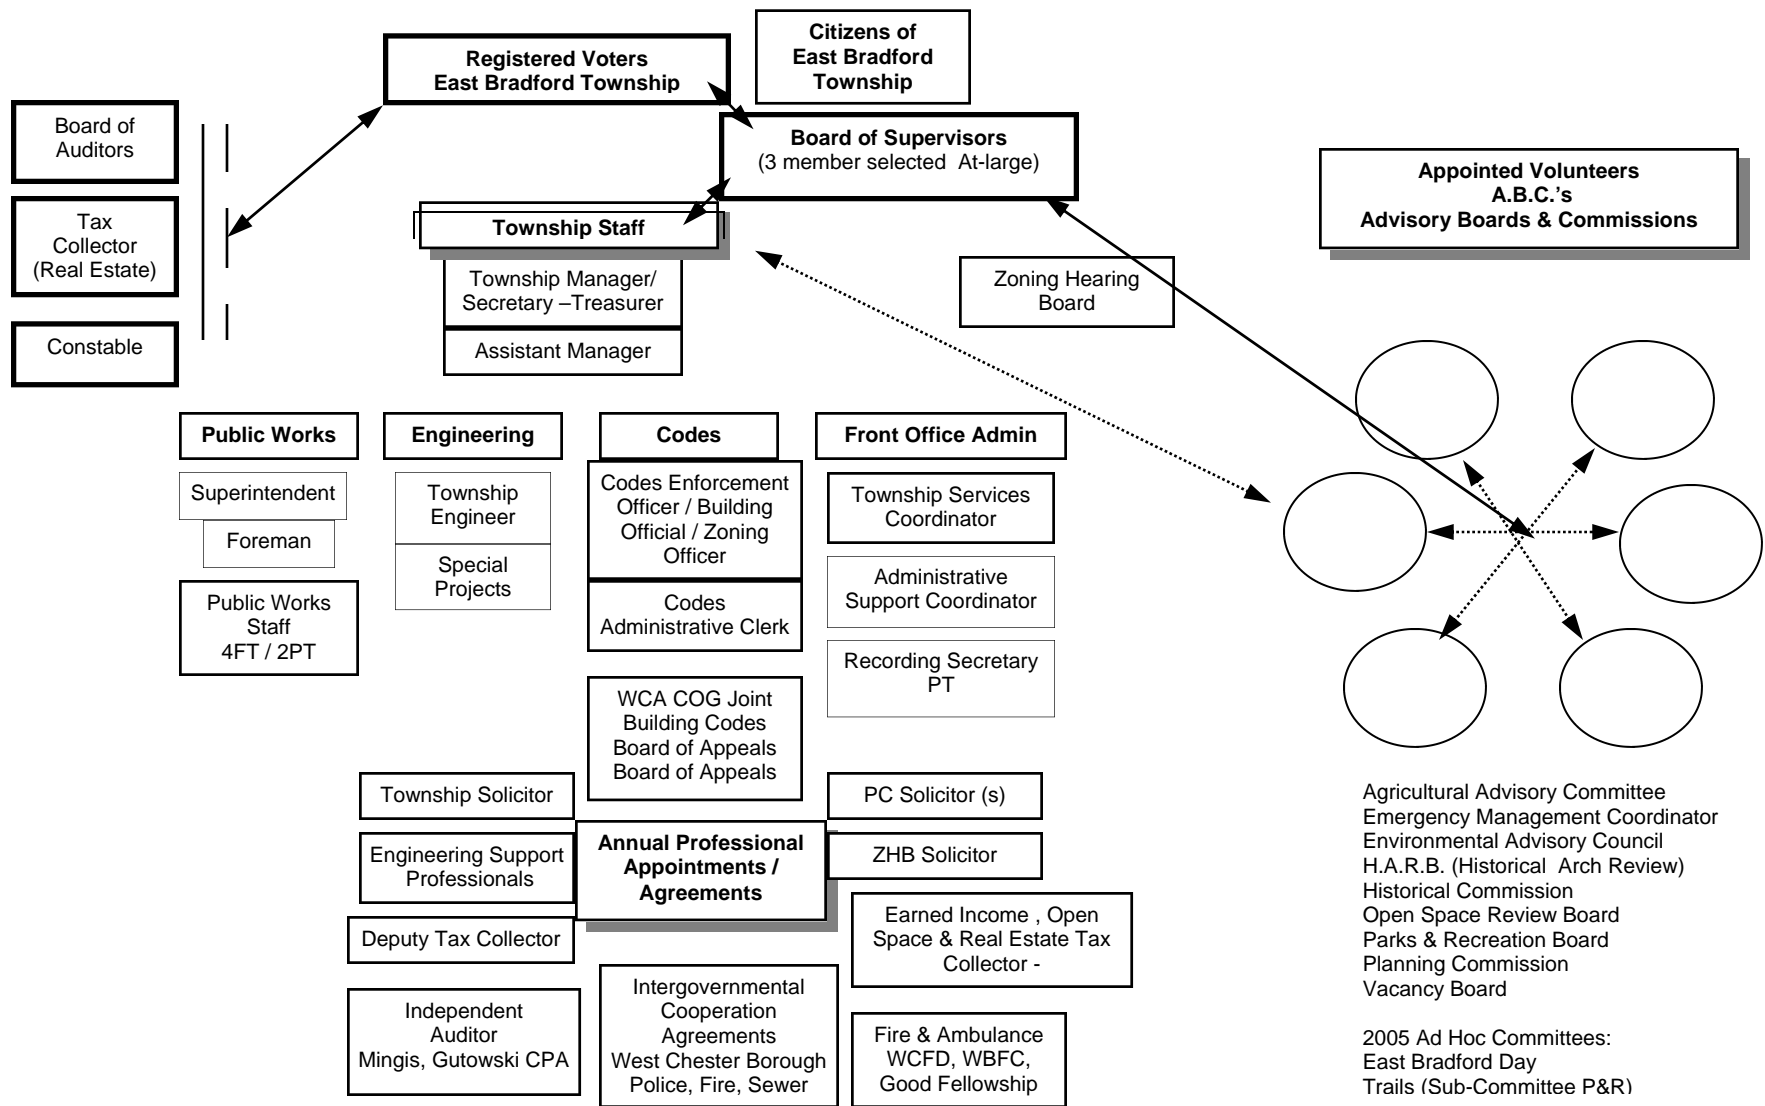 Citizens of
East Bradford
Township
Registered Voters
East Bradford Township
Board of
Auditors
Tax
Collector
(Real Estate)
Constable
Board of Supervisors
(3 member selected  At-large)
Appointed Volunteers
A.B.C.’s
Advisory Boards & Commissions
Township Staff
Township Manager/
Secretary –Treasurer
Assistant Manager
Zoning Hearing
Board
Public Works
Superintendent
Foreman
Public Works
Staff
4FT / 2PT
Engineering
Township
Engineer
Special
Projects
Codes
Codes Enforcement
Officer / Building
Official / Zoning
Officer
Codes
Administrative Clerk
WCA COG Joint
Building Codes
Board of Appeals
Board of Appeals
Front Office Admin
Township Services
Coordinator
Administrative
Support Coordinator
Recording Secretary
PT
Township Solicitor
Engineering Support
Professionals
Deputy Tax Collector
Independent
Auditor
Mingis, Gutowski CPA
Annual Professional
Appointments /
Agreements
Intergovernmental
Cooperation
Agreements
West Chester Borough
Police, Fire, Sewer
PC Solicitor (s)
ZHB Solicitor
Earned Income , Open
Space & Real Estate Tax
Collector -
Fire & Ambulance
WCFD, WBFC,
Good Fellowship
Agricultural Advisory Committee
Emergency Management Coordinator
Environmental Advisory Council
H.A.R.B. (Historical  Arch Review)
Historical Commission
Open Space Review Board
Parks & Recreation Board
Planning Commission
Vacancy Board
2005 Ad Hoc Committees:
East Bradford Day
Trails (Sub-Committee P&R)